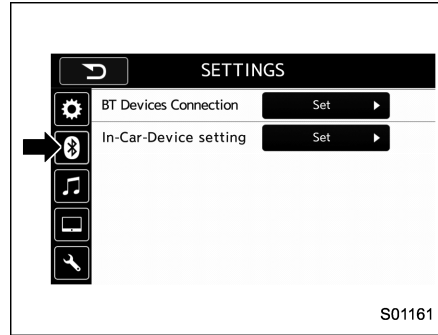 SETTINGS
BT Devices Connection Set
In-Car-Device setting Set
S01161